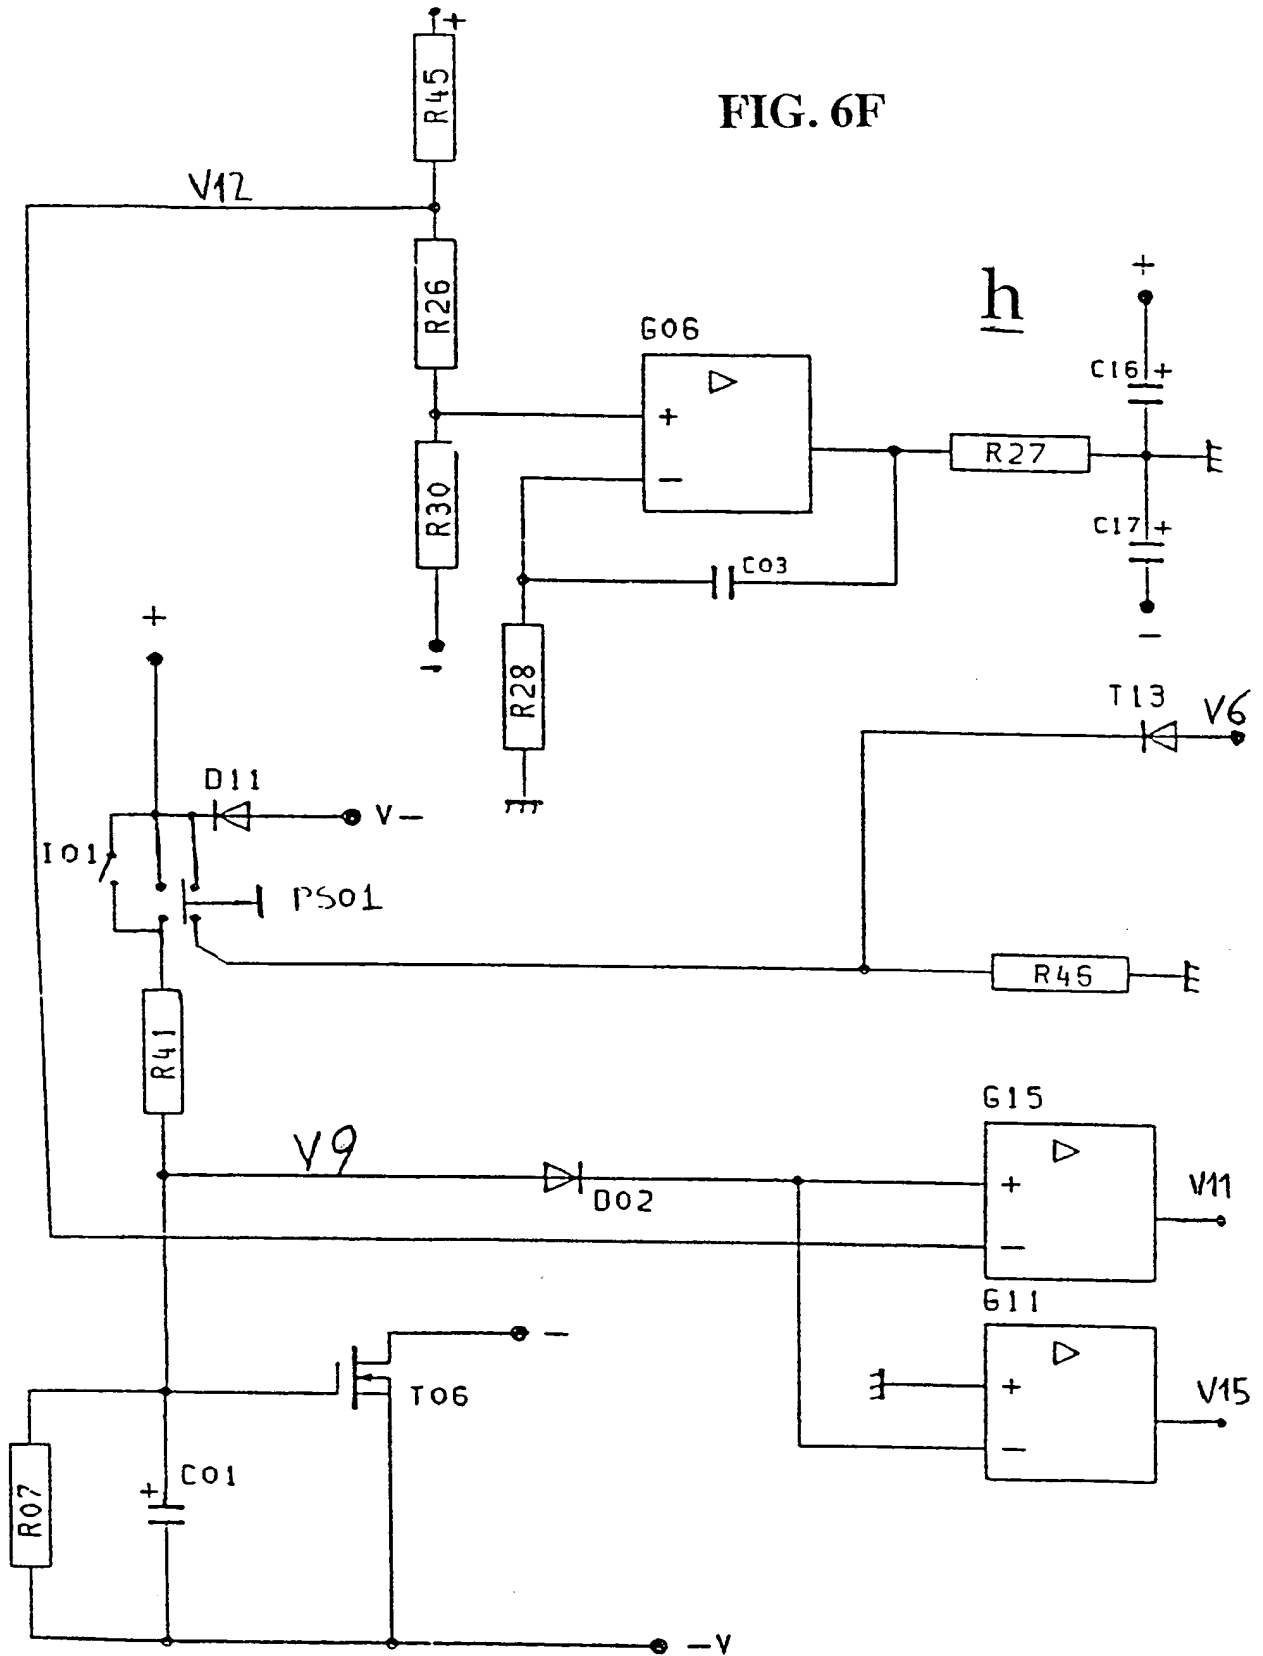 +
R45
FIG. 6F
V12
R26
h
+
G06
C16 +
+
R27
R30
−
C17 +
C03
−
+
−
R28
T13
V6
D11
V−
I01
PS01
R46
R41
G15
V9
+
V11
D02
−
G11
−
T06
+
V15
C01
+
−
R07
−V